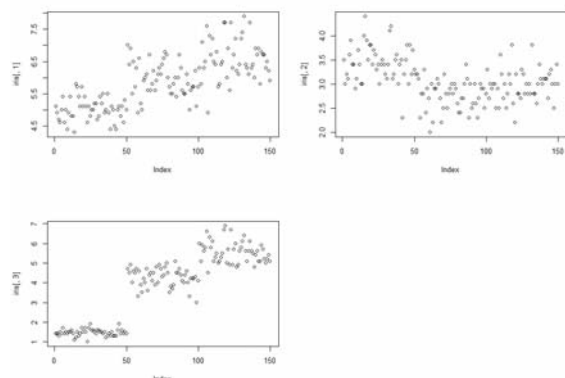 iris[, 1]
4.5 5.5 6.5 7.5
0 50 100 150
Index
iris[, 2]
2.0 2.5 3.0 3.5 4.0
0 50 100 150
Index
iris[, 3]
1 2 3 4 5 6 7
0 50 100 150
Index